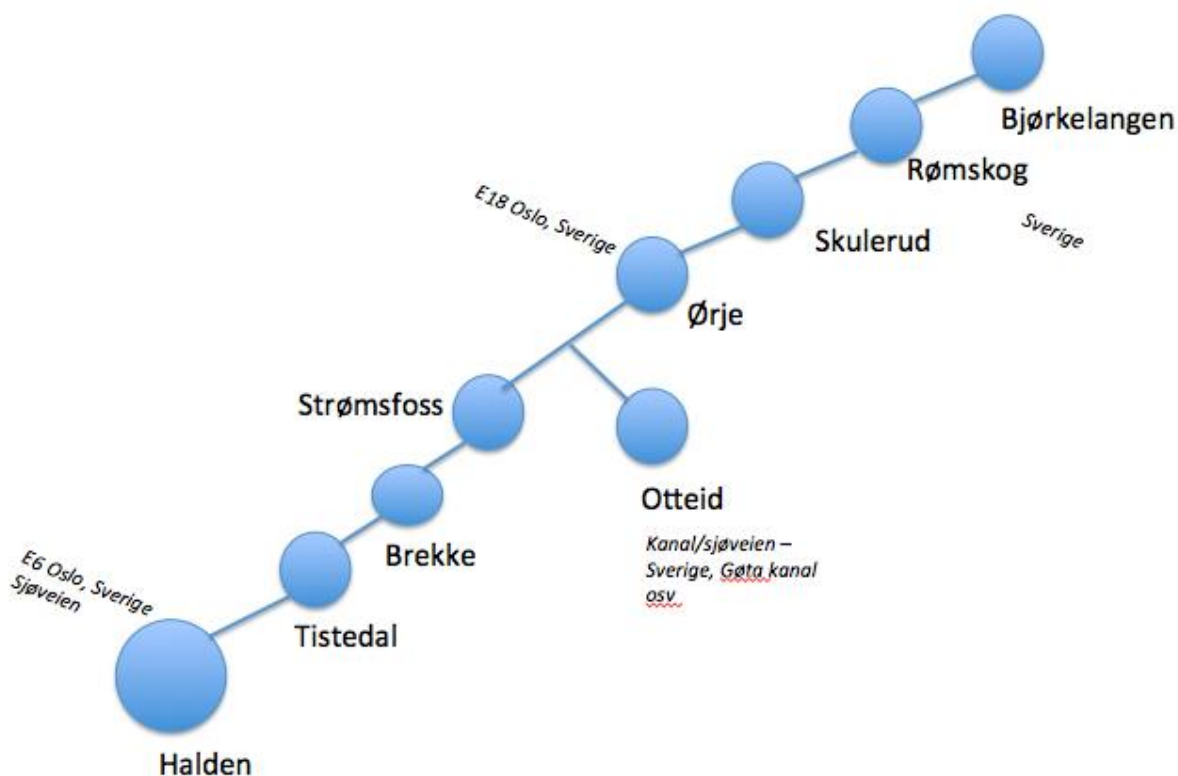 Bjørkelangen
Rømskog
E18 Oslo, Sverige
Sverige
Skulerud
Ørje
Strømsfoss
Otteid
Kanal/sjøveien –
Sverige, Gøta kanal
osv
Brekke
E6 Oslo, Sverige
Sjøveien
Tistedal
Halden